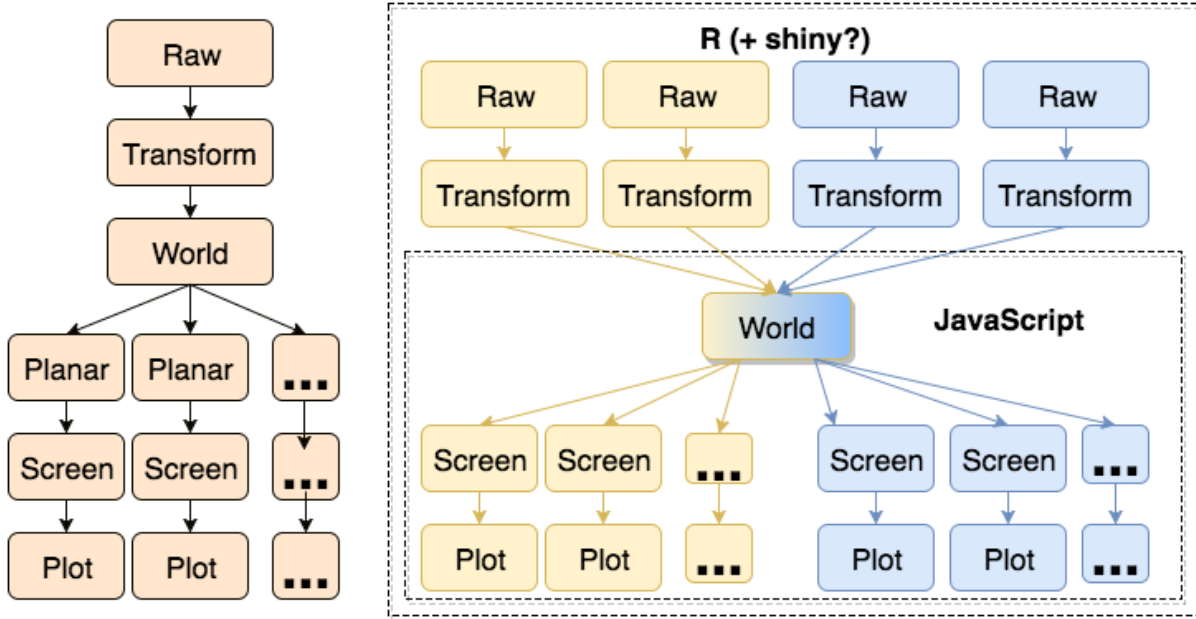 Raw
Transform
World
Planar Planar ...
Screen Screen ...
Plot Plot ...
R (+ shiny?)
Raw Raw Raw Raw
Transform Transform Transform Transform
World
JavaScript
Screen Screen ... Screen Screen ...
Plot Plot ... Plot Plot ...